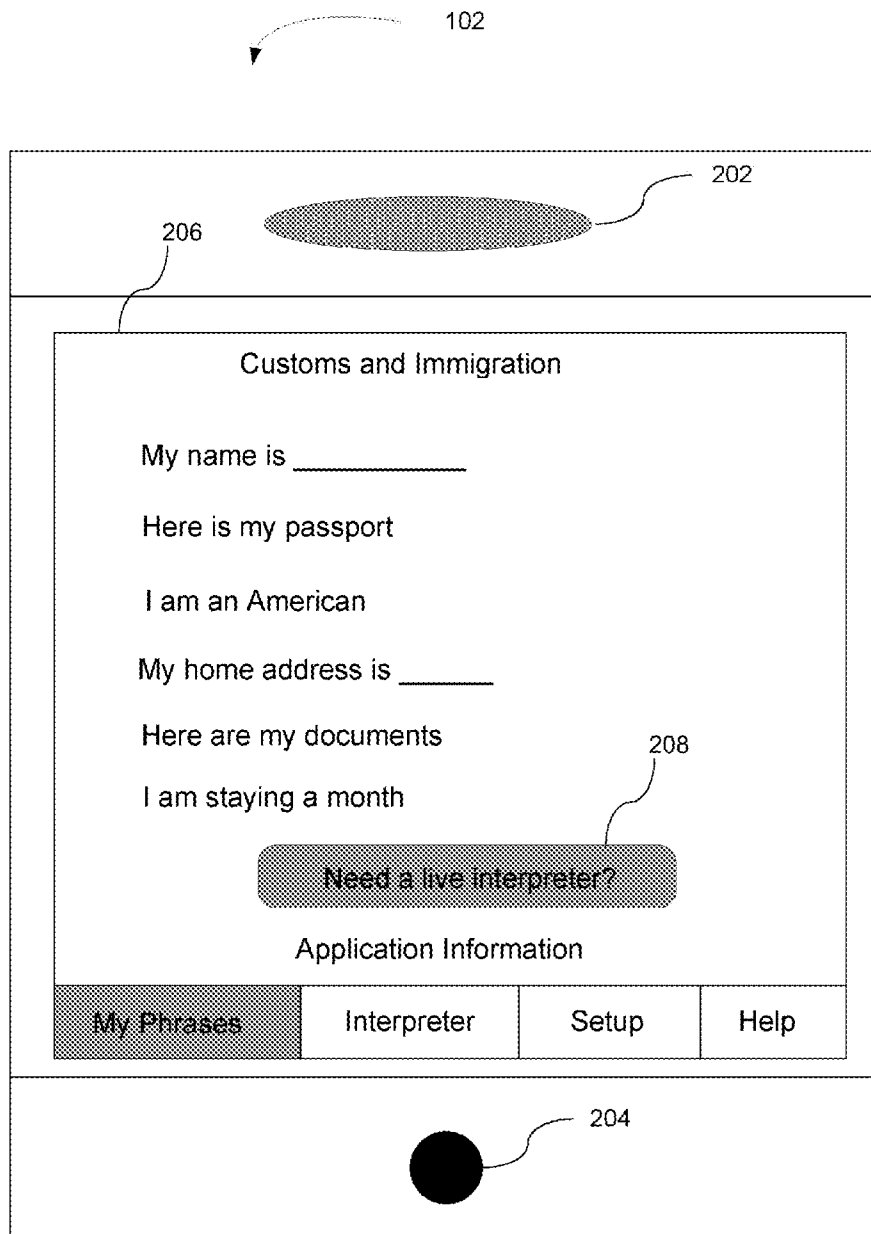 102
202
206
Customs and Immigration
My name is ___________
Here is my passport
I am an American
My home address is ______
Here are my documents
208
I am staying a month
Need a live interpreter?
Application Information
My Phrases Interpreter Setup Help
204